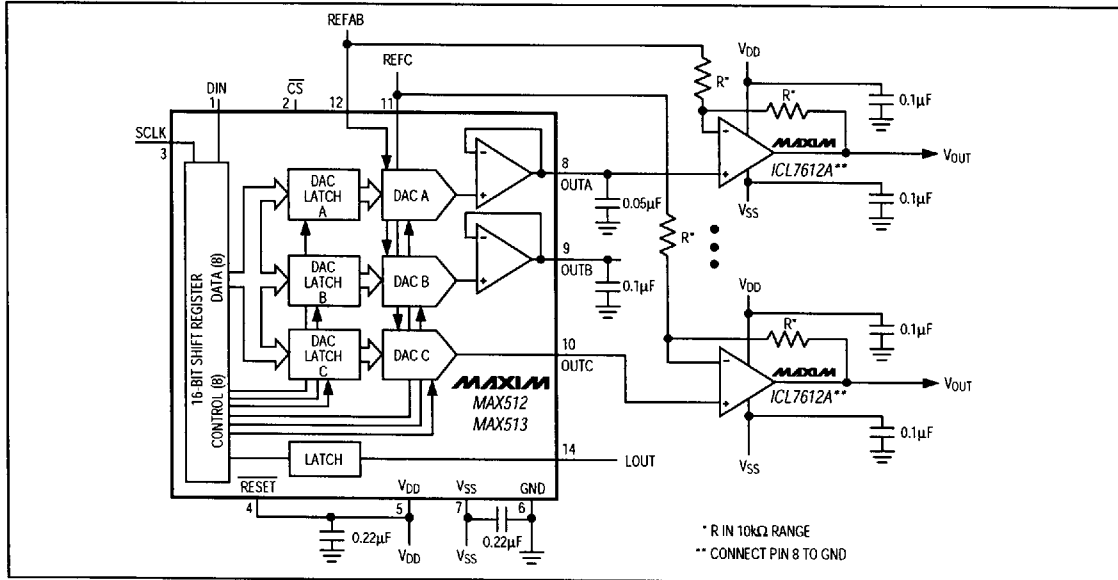 REFAB
REFC
DIN
1
CS
2
12
11
SCLK
3
16-BIT SHIFT REGISTER
DATA (8)
CONTROL (8)
DAC LATCH A
DAC LATCH B
DAC LATCH C
DAC A
DAC B
DAC C
LATCH
-
+
-
+
8
OUTA
0.05µF
9
OUTB
0.1µF
10
OUTC
14
LOUT
MAXIM
MAX512
MAX513
RESET
4
VDD
5
VDD
0.22µF
VSS
7
VSS
0.22µF
GND
6
R*
R*
VDD
0.1µF
-
+
MAXIM
ICL7612A**
VOUT
0.1µF
VSS
R*
VDD
0.1µF
R*
-
+
MAXIM
ICL7612A**
VOUT
0.1µF
VSS
* R IN 10kΩ RANGE
** CONNECT PIN 8 TO GND